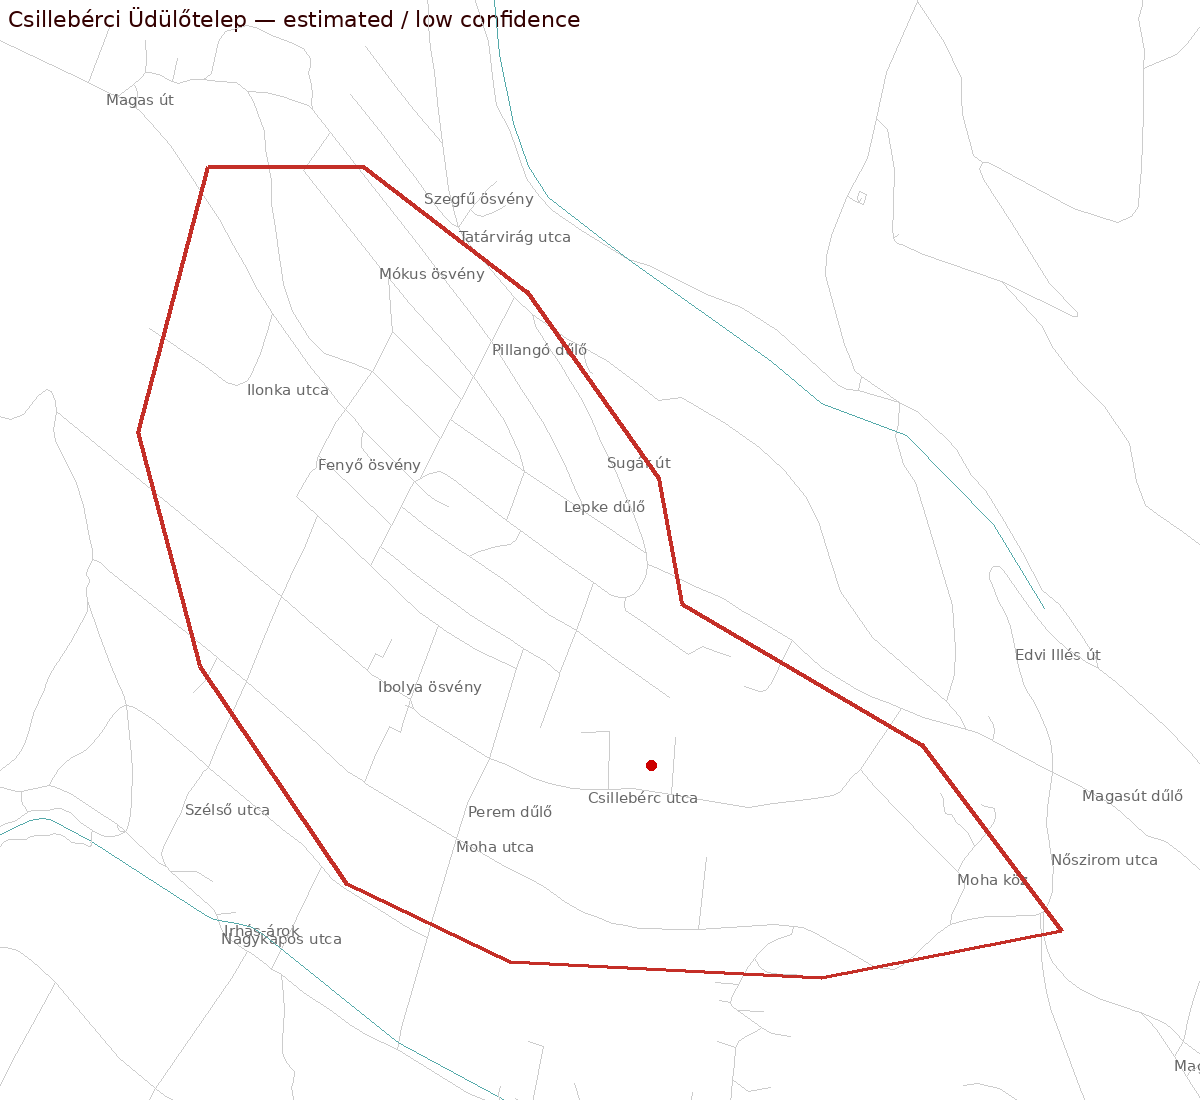 Csillebérci Üdülőtelep — estimated / low confidence
Magas út
Szegfű ösvény
Tatárvirág utca
Mókus ösvény
Pillangó dűlő
Ilonka utca
Fenyő ösvény
Sugár út
Lepke dűlő
Edvi Illés út
Ibolya ösvény
Csillebérc utca
Magasút dűlő
Szélső utca
Perem dűlő
Moha utca
Nőszirom utca
Moha köz
Irhás-árok
Nagykapos utca